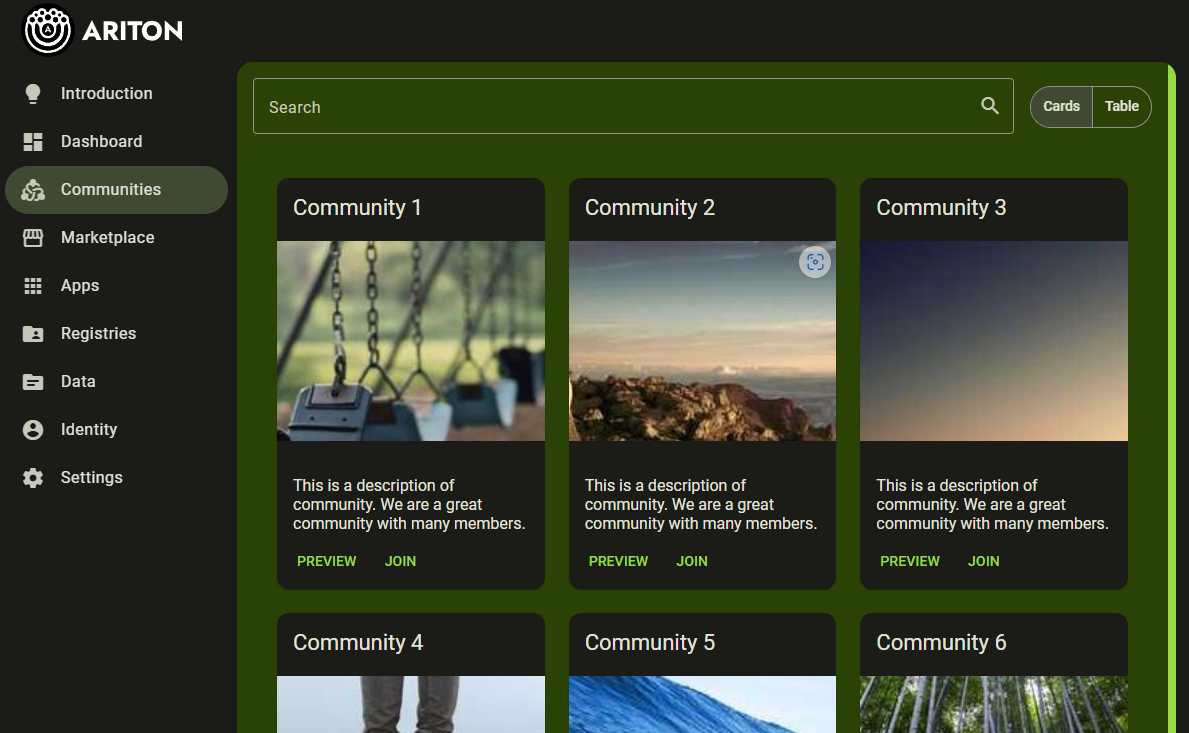 A
ARITON
Introduction
Dashboard
Communities
Marketplace
Apps
Registries
Data
Identity
Settings
Search
Cards
Table
Community 1
This is a description of
community. We are a great
community with many members.
PREVIEW JOIN
Community 2
This is a description of
community. We are a great
community with many members.
PREVIEW JOIN
Community 3
This is a description of
community. We are a great
community with many members.
PREVIEW JOIN
Community 4
Community 5
Community 6